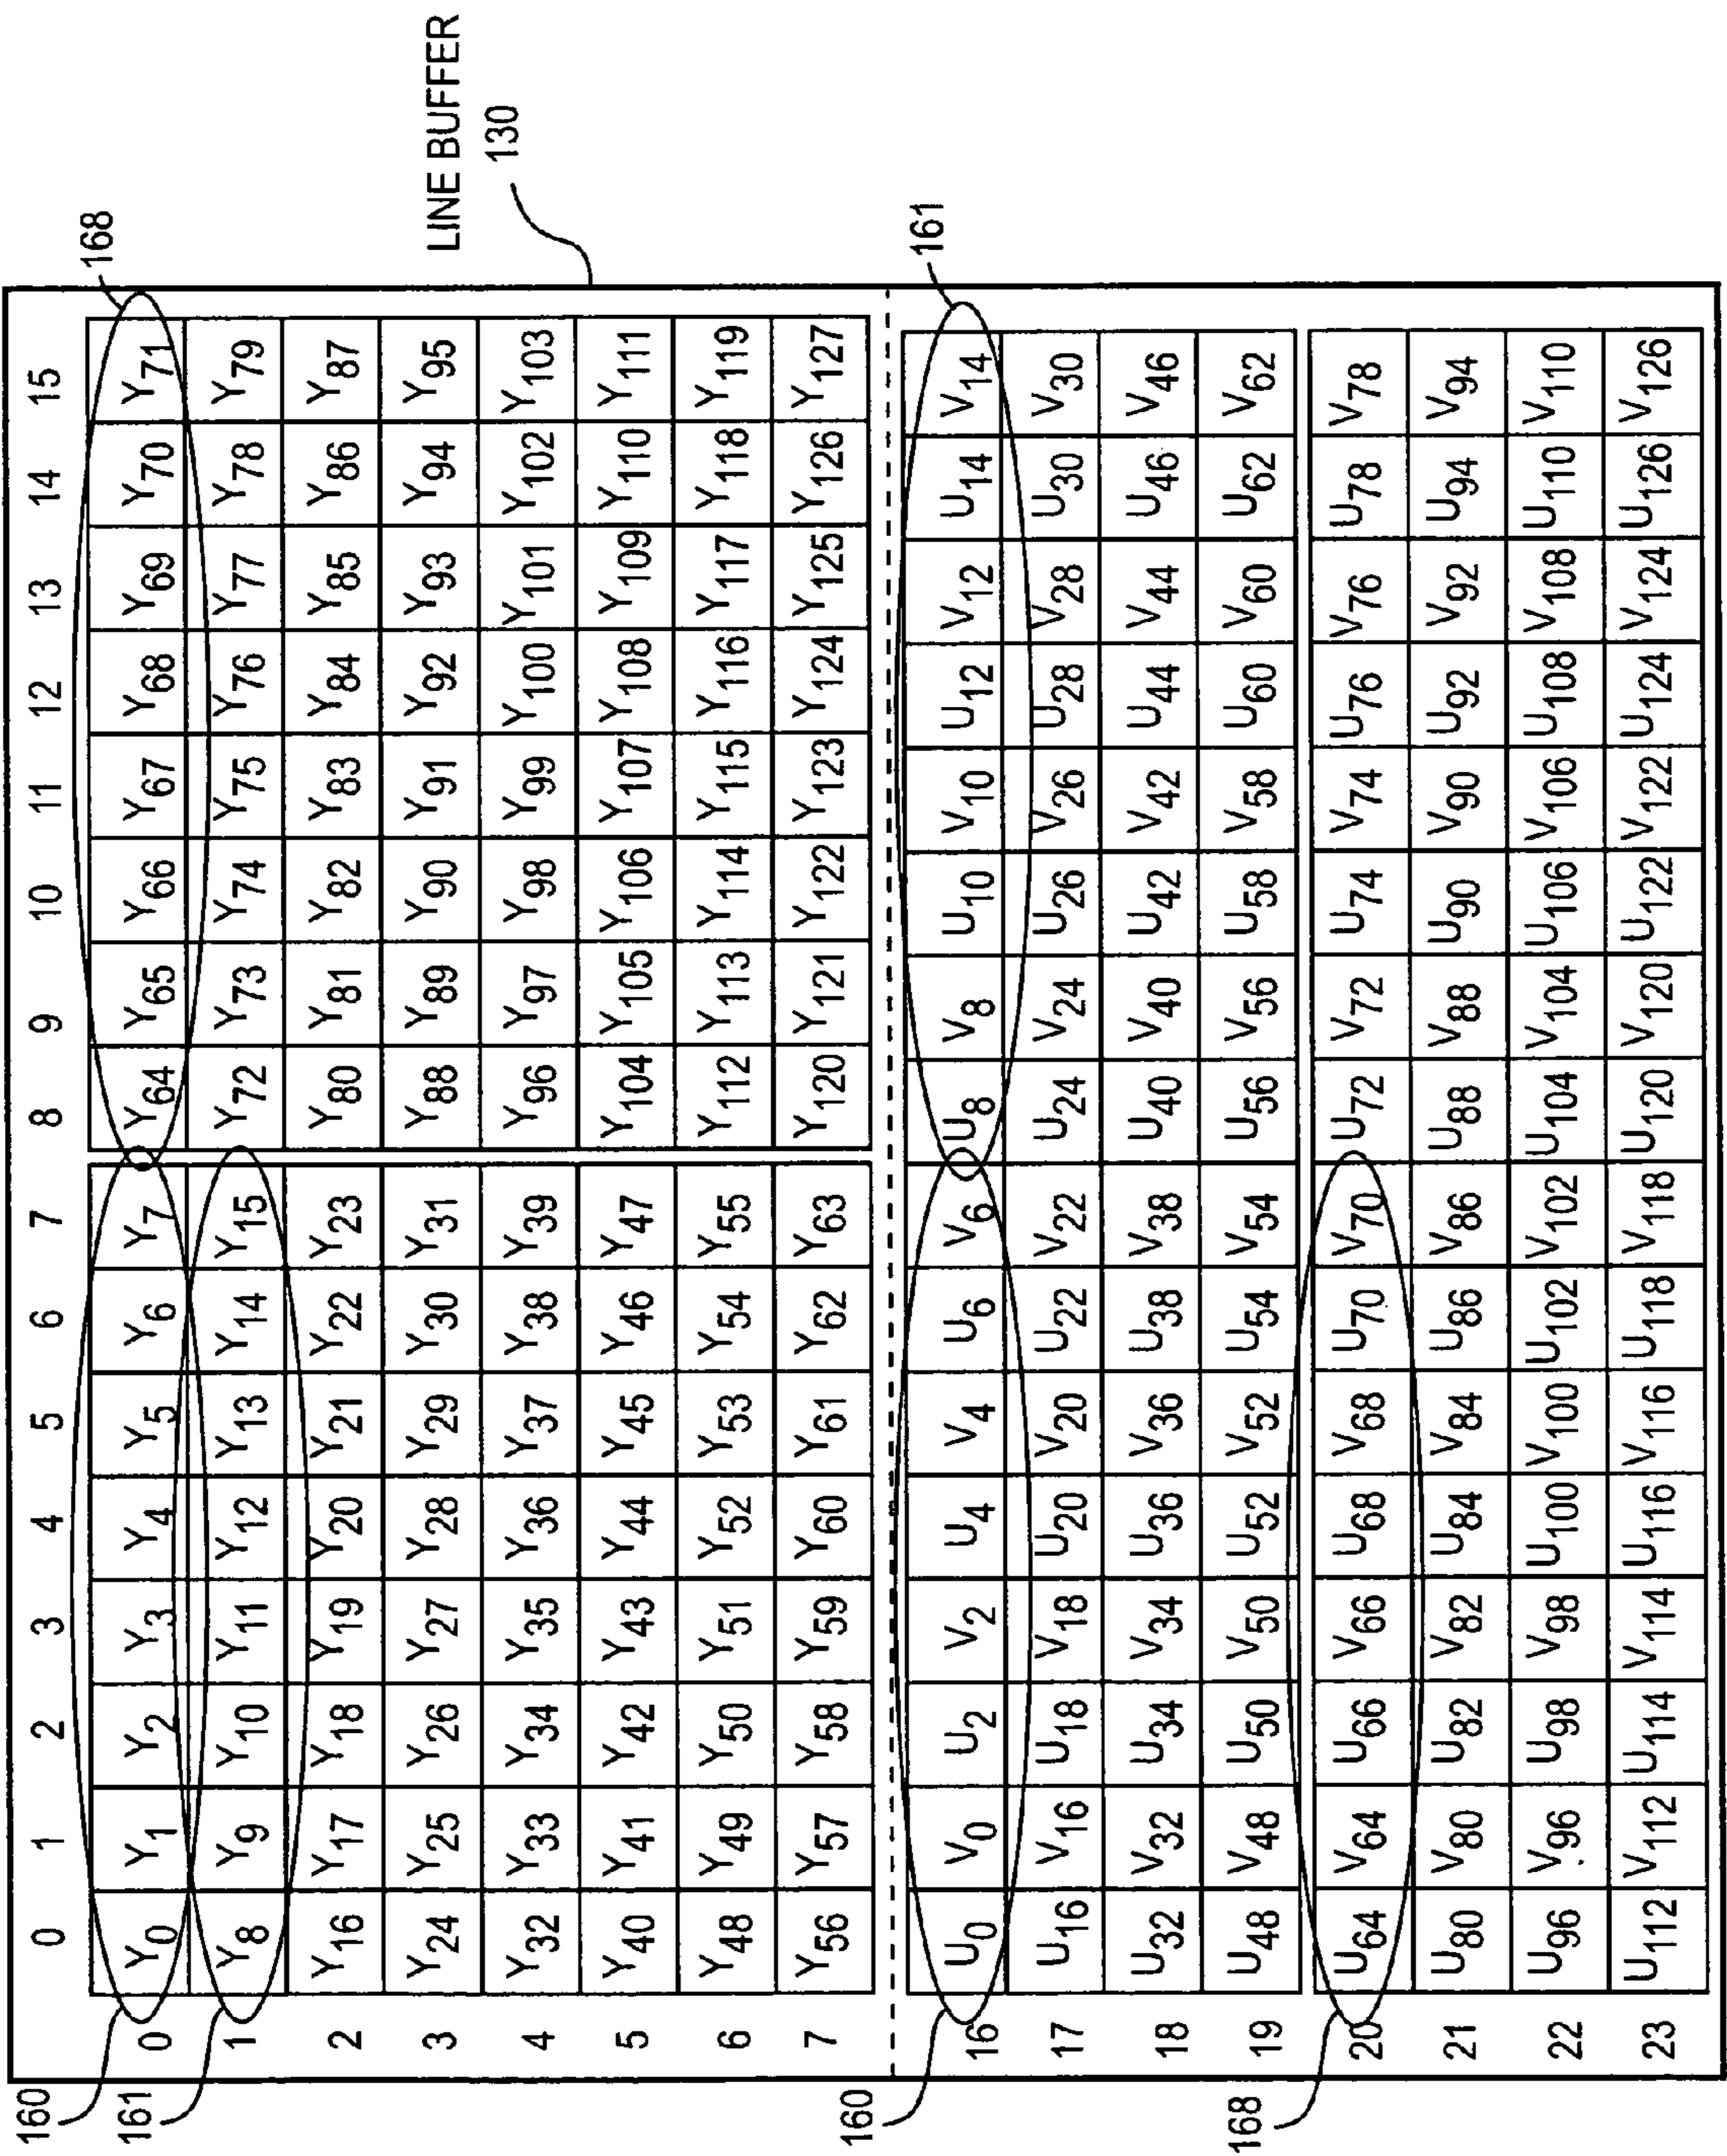 LINE BUFFER
130
168
0 1 2 3 4 5 6 7 8 9 10 11 12 13 14 15
160
0 Y0 Y1 Y2 Y3 Y4 Y5 Y6 Y7 Y64 Y65 Y66 Y67 Y68 Y69 Y70 Y71
161
1 Y8 Y9 Y10 Y11 Y12 Y13 Y14 Y15 Y72 Y73 Y74 Y75 Y76 Y77 Y78 Y79
2 Y16 Y17 Y18 Y19 Y20 Y21 Y22 Y23 Y80 Y81 Y82 Y83 Y84 Y85 Y86 Y87
3 Y24 Y25 Y26 Y27 Y28 Y29 Y30 Y31 Y88 Y89 Y90 Y91 Y92 Y93 Y94 Y95
4 Y32 Y33 Y34 Y35 Y36 Y37 Y38 Y39 Y96 Y97 Y98 Y99 Y100 Y101 Y102 Y103
5 Y40 Y41 Y42 Y43 Y44 Y45 Y46 Y47 Y104 Y105 Y106 Y107 Y108 Y109 Y110 Y111
6 Y48 Y49 Y50 Y51 Y52 Y53 Y54 Y55 Y112 Y113 Y114 Y115 Y116 Y117 Y118 Y119
7 Y56 Y57 Y58 Y59 Y60 Y61 Y62 Y63 Y120 Y121 Y122 Y123 Y124 Y125 Y126 Y127
160
161
16 U0 V0 U2 V2 U4 V4 U6 V6 U8 V8 U10 V10 U12 V12 U14 V14
17 U16 V16 U18 V18 U20 V20 U22 V22 U24 V24 U26 V26 U28 V28 U30 V30
18 U32 V32 U34 V34 U36 V36 U38 V38 U40 V40 U42 V42 U44 V44 U46 V46
19 U48 V48 U50 V50 U52 V52 U54 V54 U56 V56 U58 V58 U60 V60 U62 V62
168
20 U64 V64 U66 V66 U68 V68 U70 V70 U72 V72 U74 V74 U76 V76 U78 V78
21 U80 V80 U82 V82 U84 V84 U86 V86 U88 V88 U90 V90 U92 V92 U94 V94
22 U96 V96 U98 V98 U100 V100 U102 V102 U104 V104 U106 V106 U108 V108 U110 V110
23 U112 V112 U114 V114 U116 V116 U118 V118 U120 V120 U122 V122 U124 V124 U126 V126